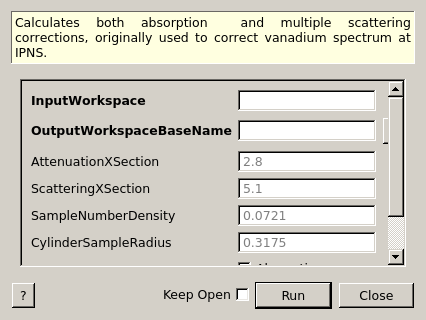 Calculates both absorption and multiple scattering
corrections, originally used to correct vanadium spectrum at
IPNS.
InputWorkspace
OutputWorkspaceBaseName
AttenuationXSection 2.8
ScatteringXSection 5.1
SampleNumberDensity 0.0721
CylinderSampleRadius 0.3175
? Keep Open Run Close